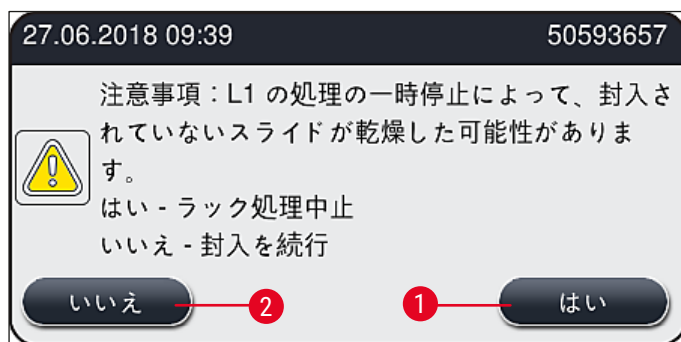 27.06.2018 09:39 50593657
注意事項：L1 の処理の一時停止によって、封入さ
れていないスライドが乾燥した可能性がありま
す。
はい - ラック処理中止
いいえ - 封入を続行
いいえ 2 1 はい